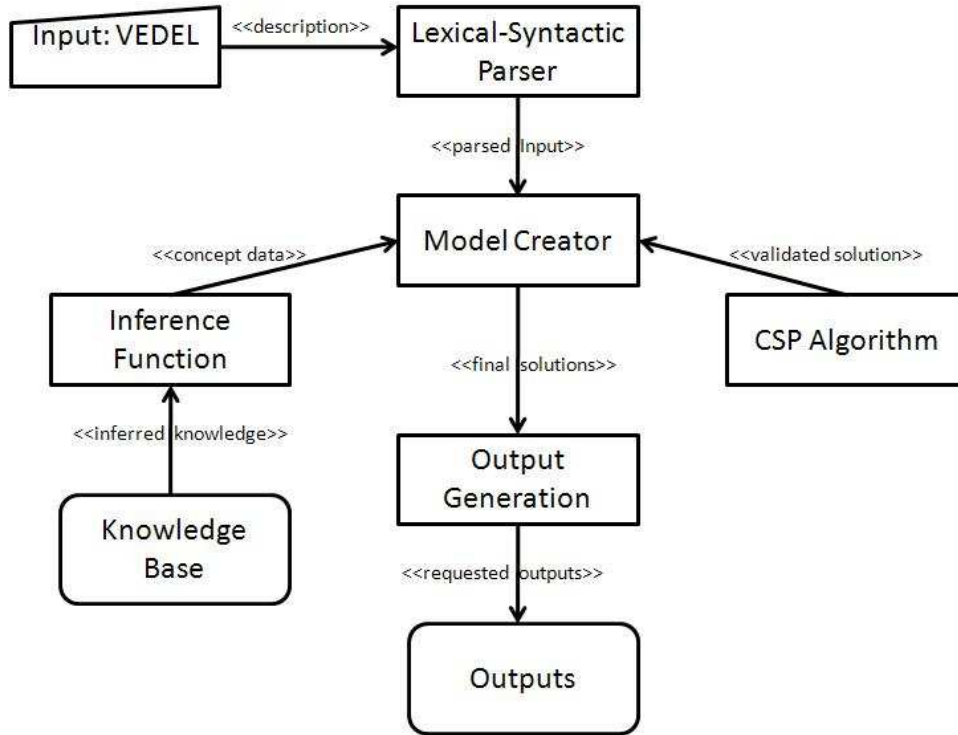 Input: VEDEL
<<description>>
Lexical-Syntactic
Parser
<<parsed Input>>
Model Creator
<<concept data>>
<<validated solution>>
Inference
Function
CSP Algorithm
<<final solutions>>
<<inferred knowledge>>
Output
Generation
Knowledge
Base
<<requested outputs>>
Outputs